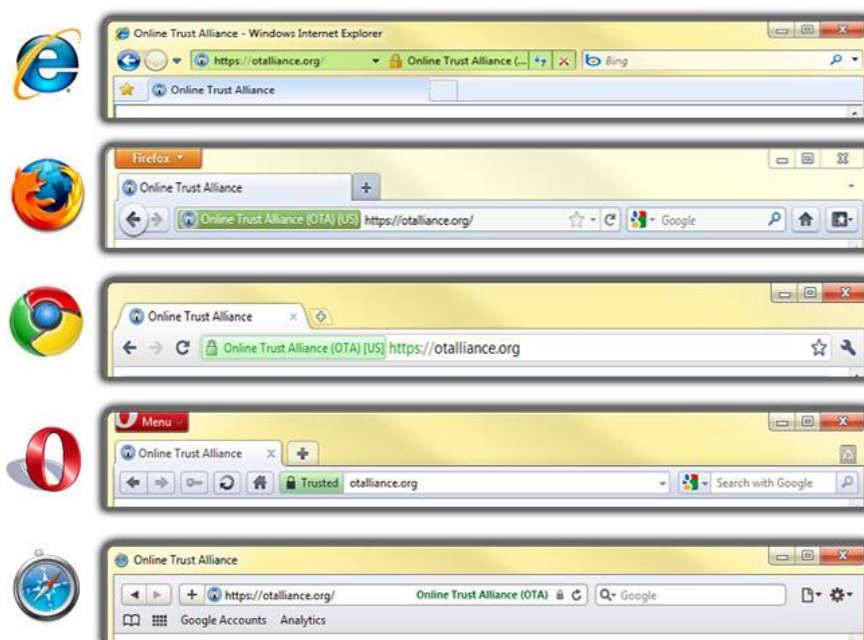 Online Trust Alliance - Windows Internet Explorer
https://otalliance.org/ Online Trust Alliance (... Bing
Online Trust Alliance
Firefox
Online Trust Alliance
Online Trust Alliance (OTA) (US) https://otalliance.org/ Google
Online Trust Alliance
Online Trust Alliance (OTA) [US] https://otalliance.org
Menu
Online Trust Alliance
Trusted otalliance.org Search with Google
Online Trust Alliance
https://otalliance.org/ Online Trust Alliance (OTA) Google
Google Accounts Analytics